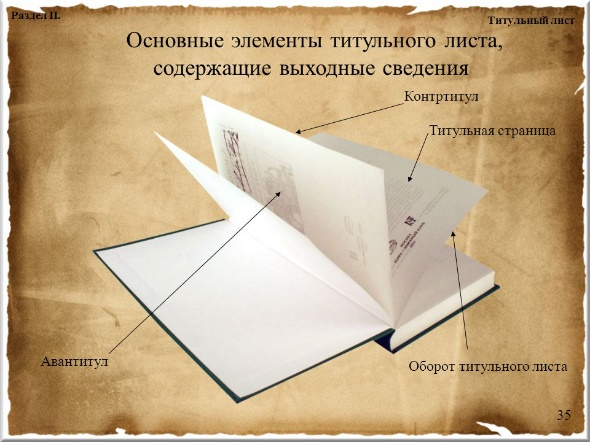 Раздел II.
Титульный лист
Основные элементы титульного листа,
содержащие выходные сведения
Контртитул
Титульная страница
Авантитул
Оборот титульного листа
35